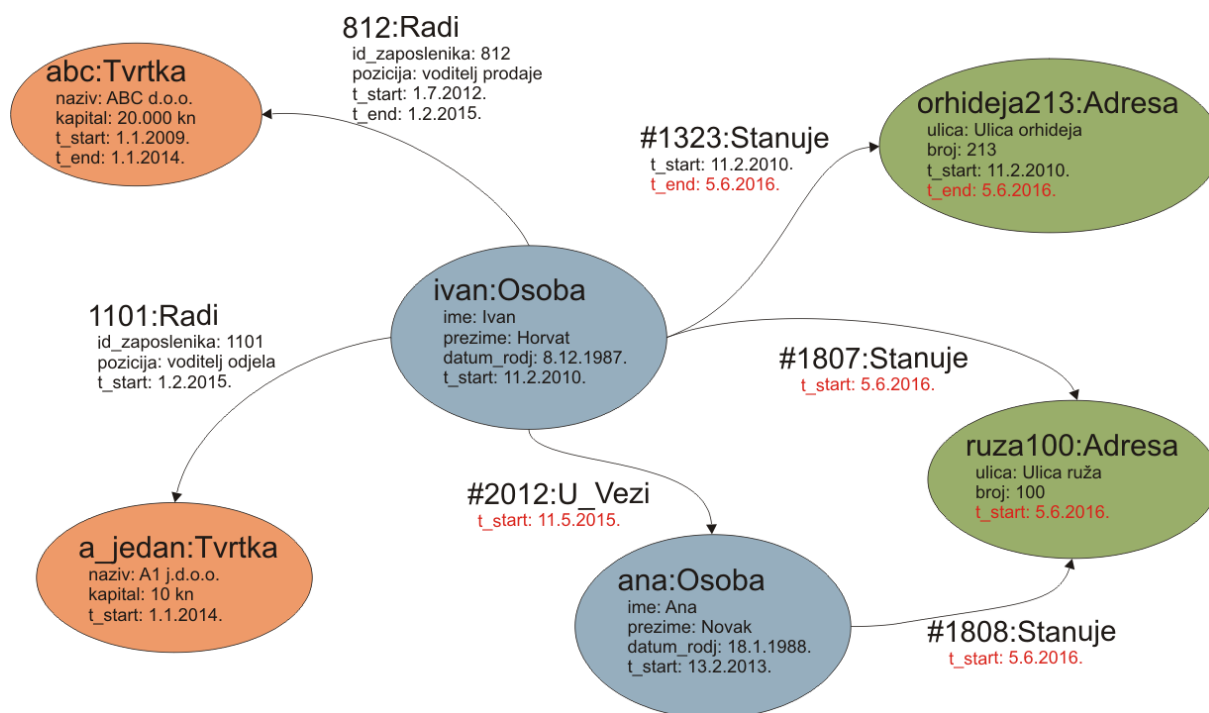 812:Radi
id_zaposlenika: 812
pozicija: voditelj prodaje
t_start: 1.7.2012.
t_end: 1.2.2015.
abc:Tvrtka
naziv: ABC d.o.o.
kapital: 20.000 kn
t_start: 1.1.2009.
t_end: 1.1.2014.
orhideja213:Adresa
ulica: Ulica orhideja
broj: 213
t_start: 11.2.2010.
t_end: 5.6.2016.
#1323:Stanuje
t_start: 11.2.2010.
t_end: 5.6.2016.
ivan:Osoba
ime: Ivan
prezime: Horvat
datum_rodj: 8.12.1987.
t_start: 11.2.2010.
1101:Radi
id_zaposlenika: 1101
pozicija: voditelj odjela
t_start: 1.2.2015.
#1807:Stanuje
t_start: 5.6.2016.
ruza100:Adresa
ulica: Ulica ruža
broj: 100
t_start: 5.6.2016.
#2012:U_Vezi
t_start: 11.5.2015.
a_jedan:Tvrtka
naziv: A1 j.d.o.o.
kapital: 10 kn
t_start: 1.1.2014.
ana:Osoba
ime: Ana
prezime: Novak
datum_rodj: 18.1.1988.
t_start: 13.2.2013.
#1808:Stanuje
t_start: 5.6.2016.